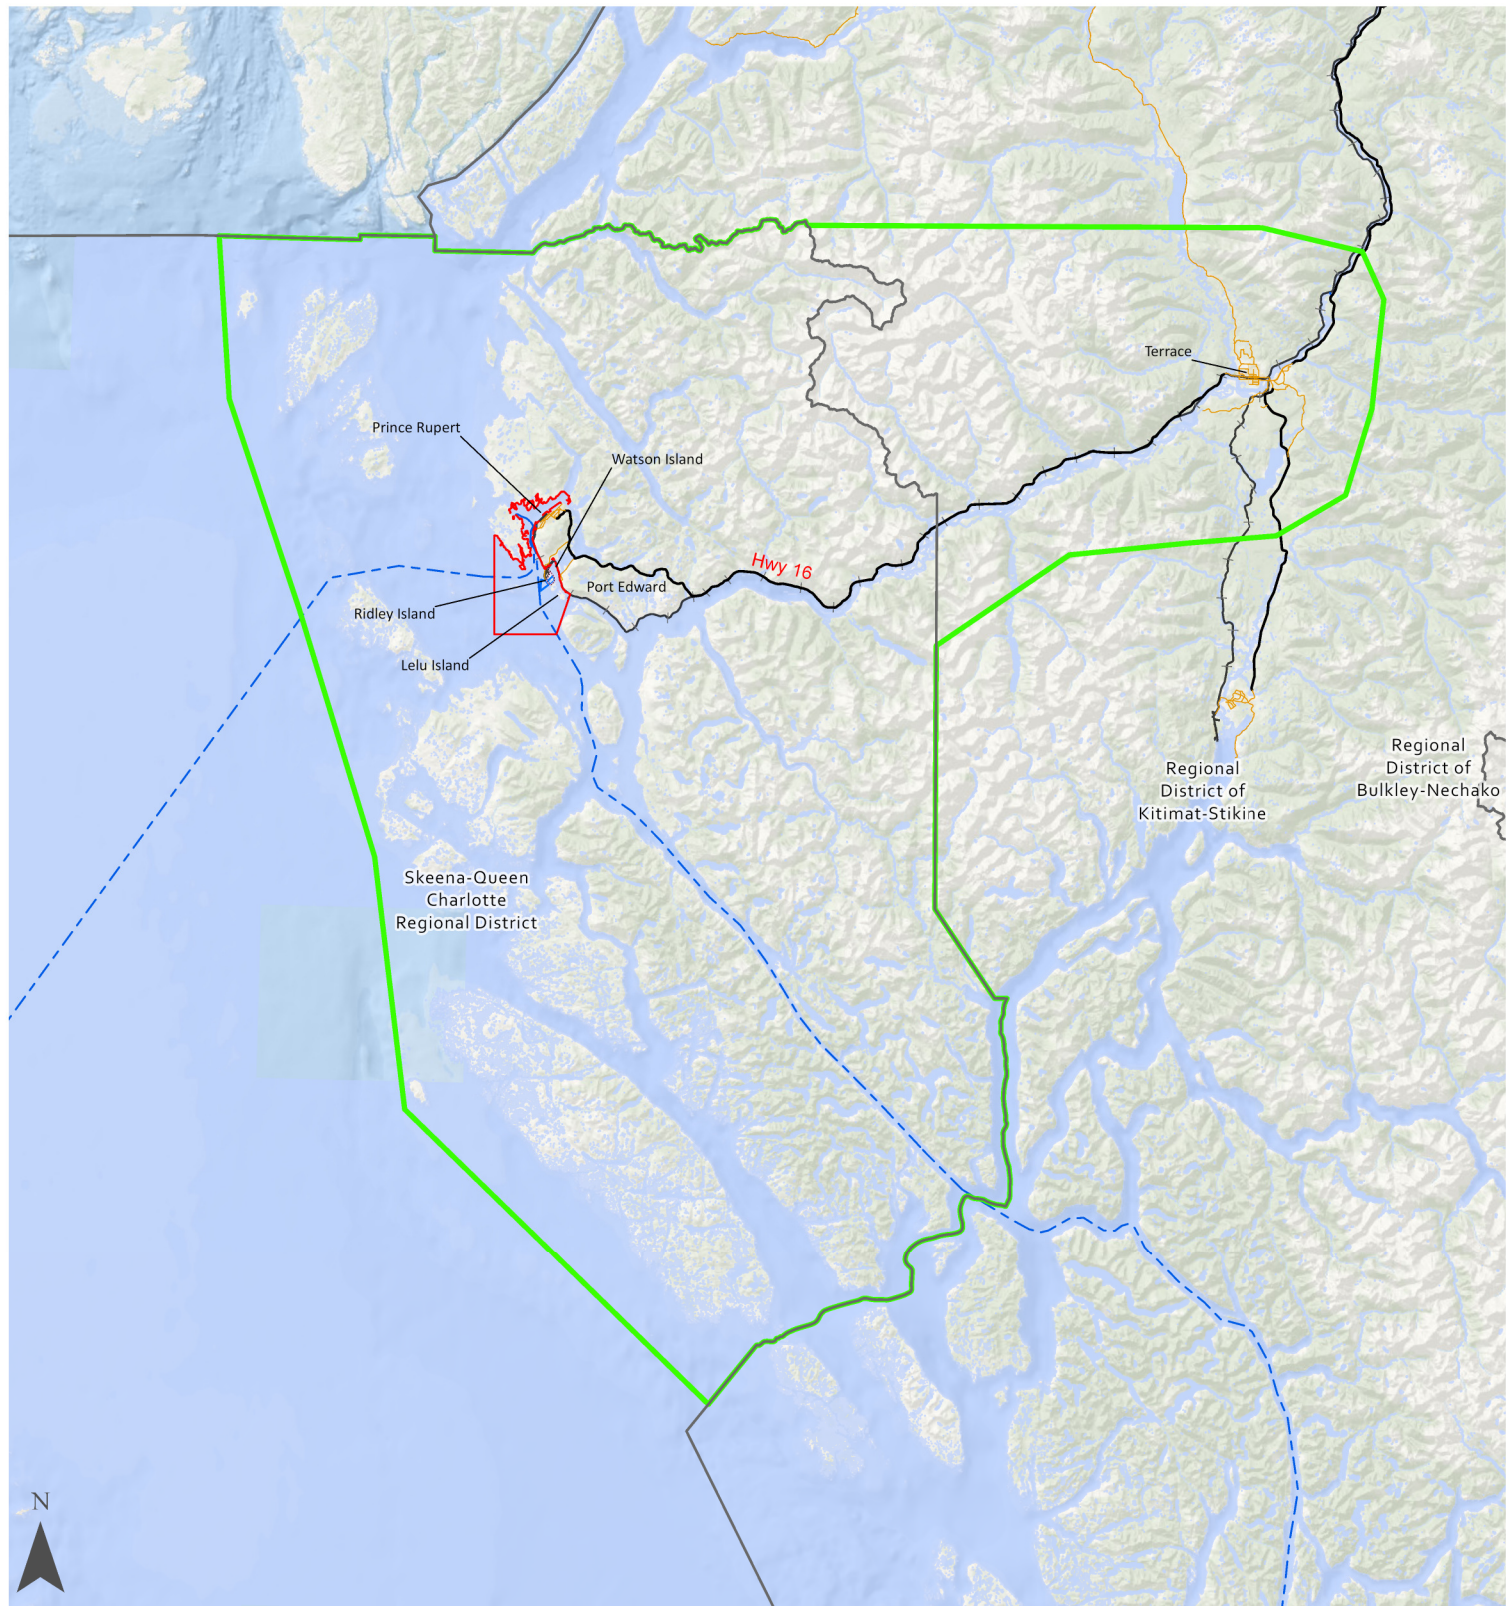 Terrace
Prince Rupert
Watson Island
Hwy 16
Port Edward
Ridley Island
Lelu Island
Regional
District of
Bulkley-Nechako
Regional
District of
Kitimat-Stikine
Skeena-Queen
Charlotte
Regional District
N